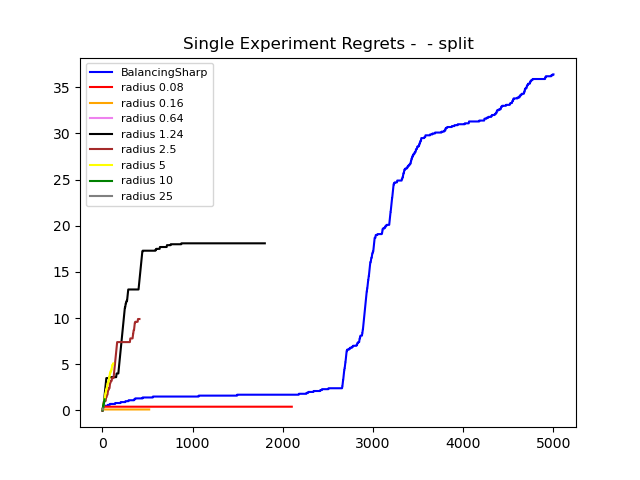 Single Experiment Regrets -  - split
BalancingSharp
radius 0.08
radius 0.16
radius 0.64
radius 1.24
radius 2.5
radius 5
radius 10
radius 25
35
30
25
20
15
10
5
0
0 1000 2000 3000 4000 5000